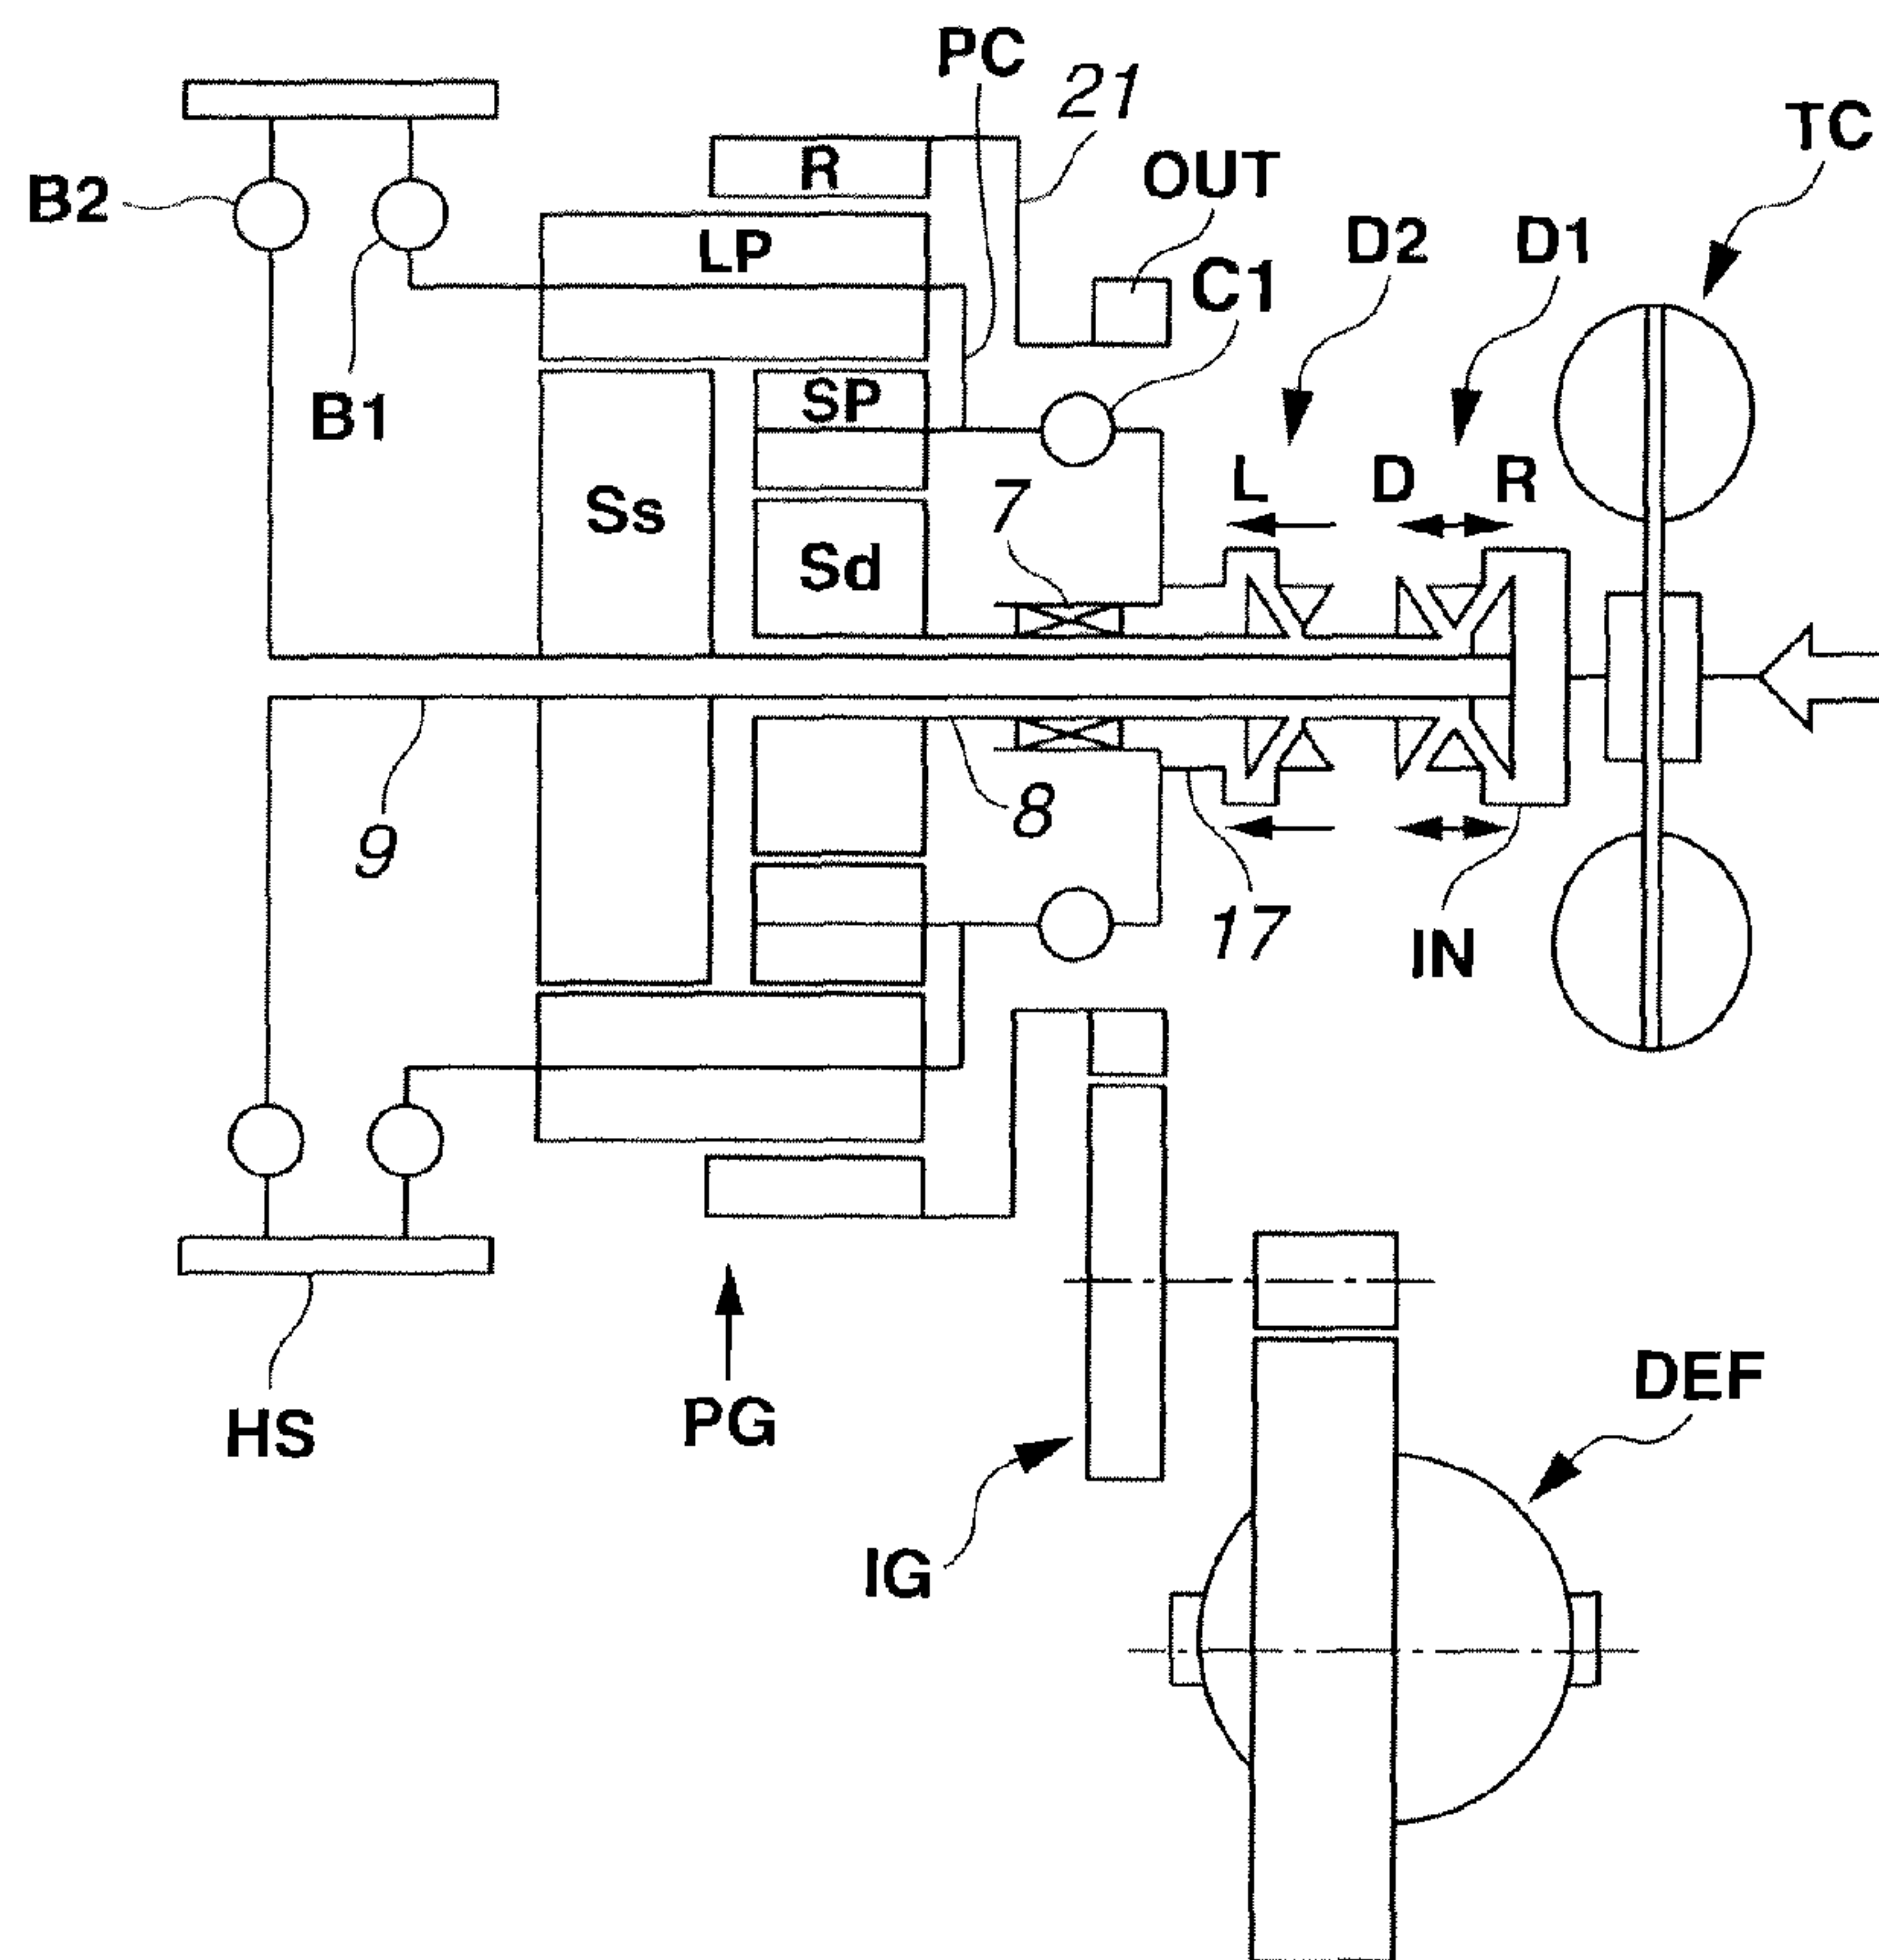 PC
21
TC
R
OUT
B2
LP
D2
D1
C1
B1
SP
L
D
R
7
Ss
Sd
8
9
17
IN
DEF
HS
PG
IG